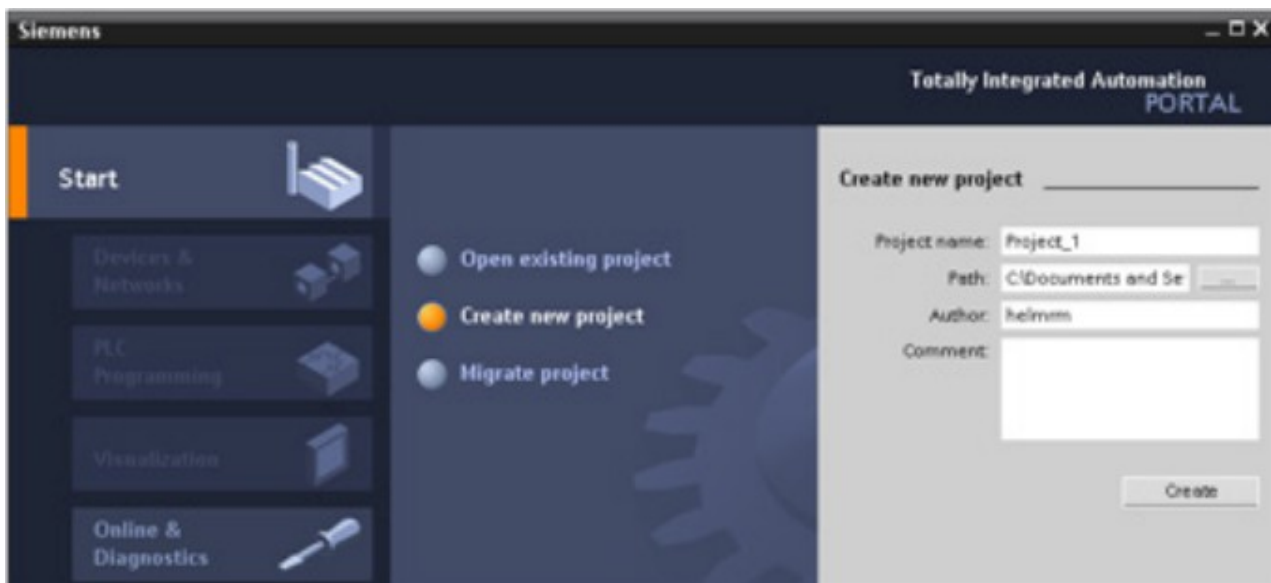 Siemens
Totally Integrated Automation
PORTAL
Start
Devices &
Networks
PLC
Programming
Visualization
Online &
Diagnostics
Open existing project
Create new project
Migrate project
Create new project
Project name: Project_1
Path: C:\Documents and Se ...
Author: helmrm
Comment:
Create